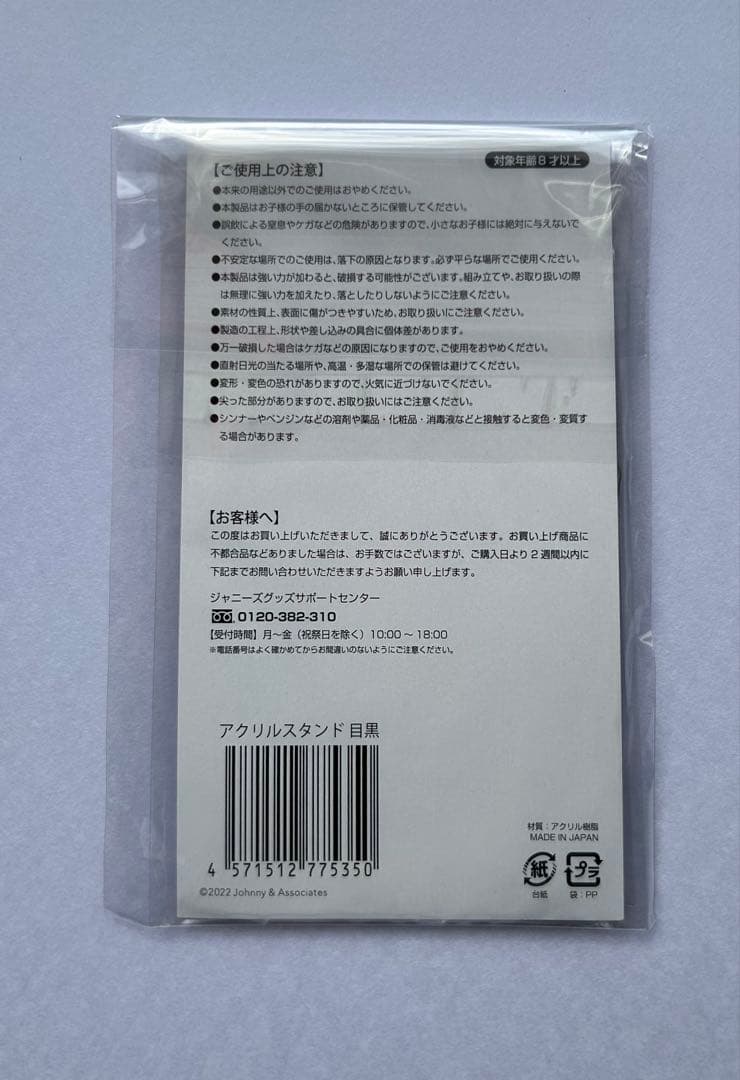 【ご使用上の注意】
対象年齢8才以上
●本来の用途以外でのご使用はおやめください。
●本製品はお子様の手の届かないところに保管してください。
●誤飲による窒息やケガなどの危険がありますので、小さなお子様には絶対に与えないで
ください。
●不安定な場所でのご使用は、落下の原因となります。必ず平らな場所でご使用ください。
●本製品は強い力が加わると、破損する可能性がございます。組み立てや、お取り扱いの際
は無理に強い力を加えたり、落としたりしないようにご注意ください。
●素材の性質上、表面に傷がつきやすいため、お取り扱いにご注意ください。
●製造の工程上、形状や差し込みの具合に個体差があります。
●万一破損した場合はケガなどの原因になりますので、ご使用をおやめください。
●直射日光の当たる場所や、高温・多湿な場所での保管は避けてください。
●変形・変色の恐れがありますので、火気に近づけないでください。
●尖った部分がありますので、お取り扱いにはご注意ください。
●シンナーやベンジンなどの溶剤や薬品・化粧品・消毒液などと接触すると変色・変質す
る場合があります。
【お客様へ】
この度はお買い上げいただきまして、誠にありがとうございます。お買い上げ商品に
不都合品などありました場合は、お手数ではございますが、ご購入日より2週間以内に
下記までお問い合わせいただきますようお願い申し上げます。
ジャニーズグッズサポートセンター
0120-382-310
【受付時間】月〜金(祝祭日を除く)10:00〜18:00
※電話番号はよく確かめてからお間違いのないようにご注意ください。
アクリルスタンド 目黒
4 571512 775350
©2022 Johnny & Associates
材質:アクリル樹脂
MADE IN JAPAN
紙
プラ
台紙
袋:PP